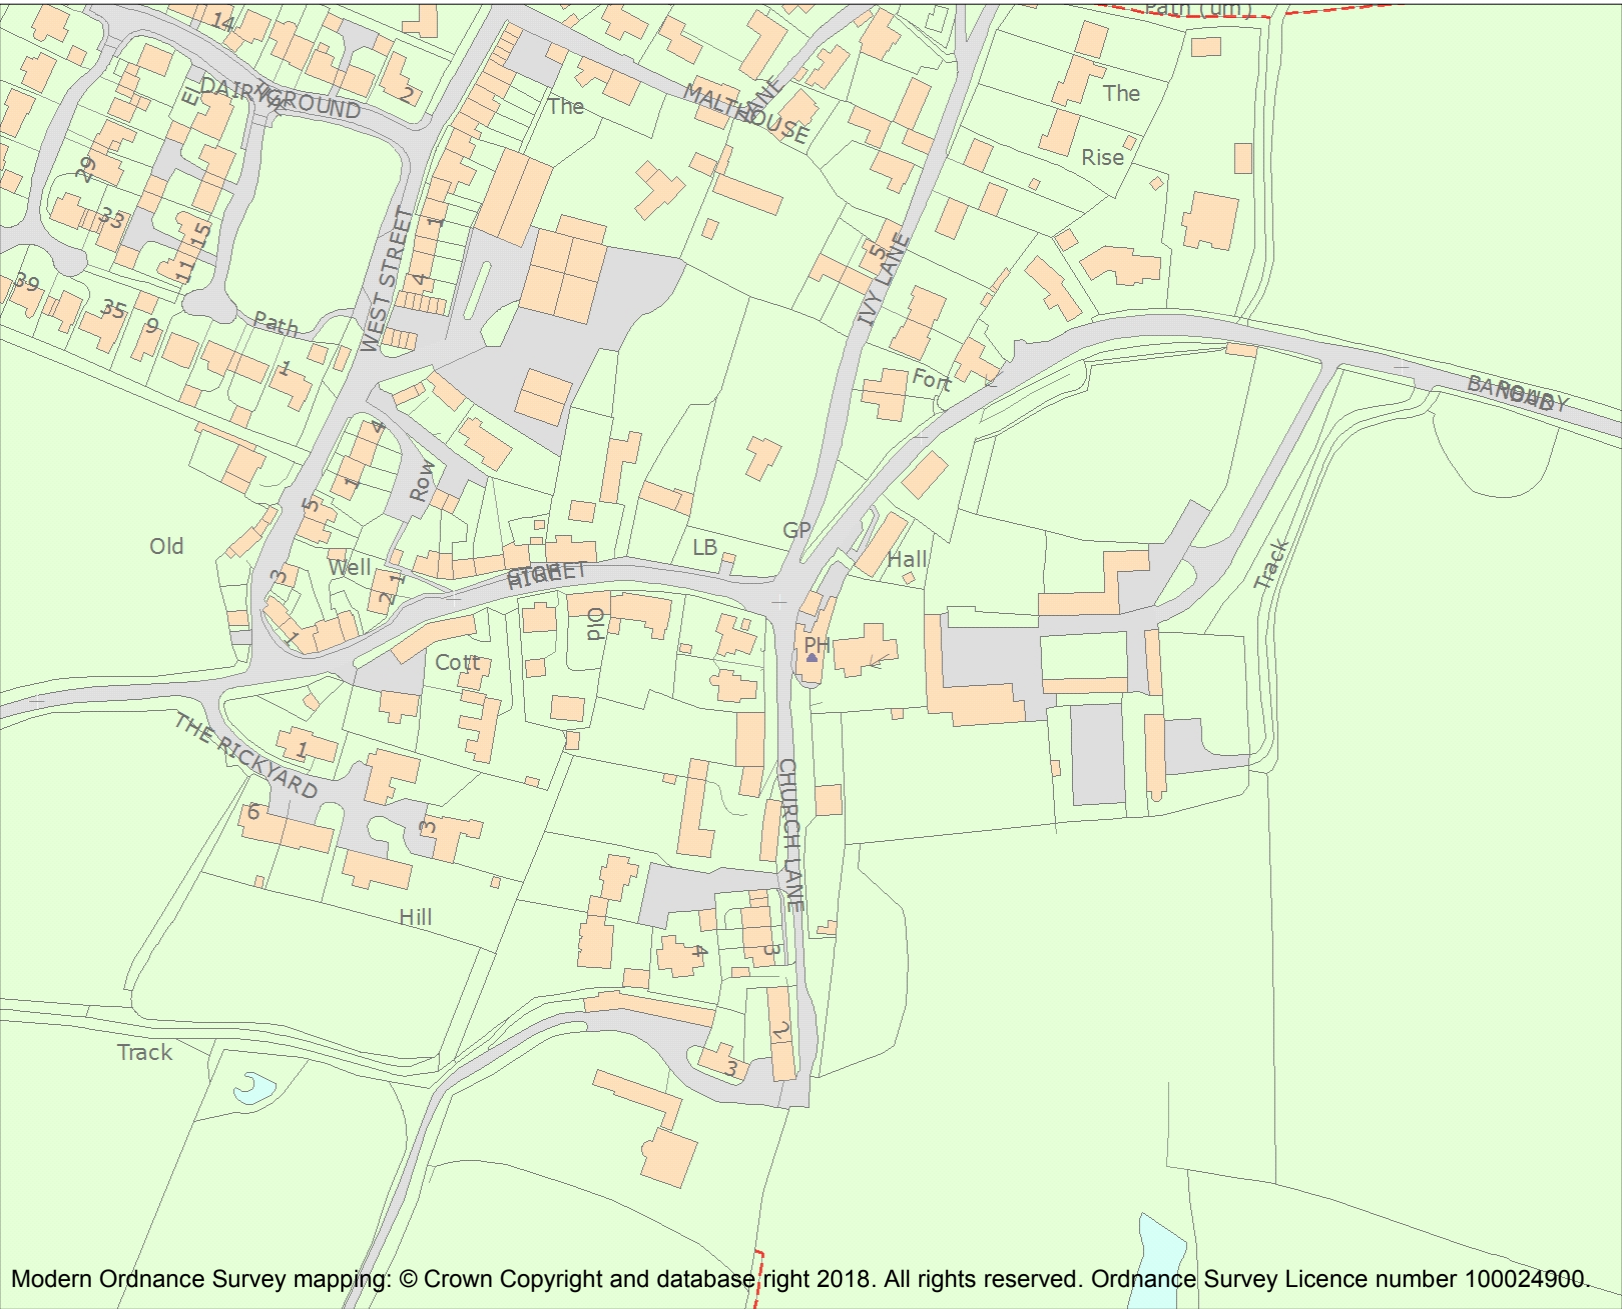 Path (um)
14
DAIRYGROUND
2
The
MALTHOUSE
LANE
The
Rise
29
33
15
11
1
4
WEST STREET
5
IVY LANE
39
35
9
Path
1
Fort
BANBURY
ROAD
4
1
Row
5
Old
Well
3
1
2
1
HIGH
STREET
LB
GP
Hall
Track
Old
PH
Cott
THE RICKYARD
1
6
3
CHURCH LANE
Hill
4
3
Track
2
3
Modern Ordnance Survey mapping: © Crown Copyright and database right 2018. All rights reserved. Ordnance Survey Licence number 100024900.